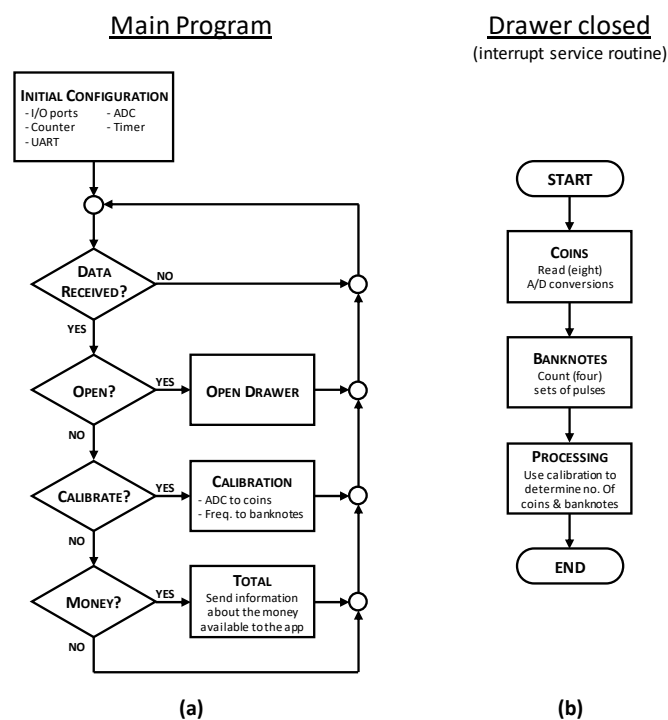 Main Program
INITIAL CONFIGURATION
- I/O ports - ADC
- Counter - Timer
- UART
DATA
RECEIVED?
NO
YES
OPEN?
YES
OPEN DRAWER
NO
CALIBRATE?
YES
CALIBRATION
- ADC to coins
- Freq. to banknotes
NO
MONEY?
YES
TOTAL
Send information
about the money
available to the app
NO
(a)
Drawer closed
(interrupt service routine)
START
COINS
Read (eight)
A/D conversions
BANKNOTES
Count (four)
sets of pulses
PROCESSING
Use calibration to
determine no. Of
coins & banknotes
END
(b)